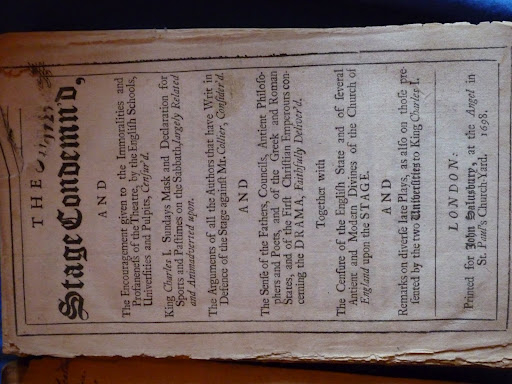 THE
Stage Condemn'd,
AND
The Encouragement given to the Immoralities and
Profaneneſs of the Theatre, by the Engliſh Schools,
Univerſities and Pulpits, Cenſur'd.
King Charles I. Sundays Mask and Declaration for
Sports and Paſtimes on the Sabbath, largely Related
and Animadverted upon.
The Arguments of all the Authors that have Writ in
Defence of the Stage againſt Mr. Collier, Conſider'd.
AND
The Senſe of the Fathers, Councils, Antient Philoſo-
phers and Poets, and of the Greek and Roman
States, and of the Firſt Chriſtian Emperours con-
cerning the DRAMA, Faithfully Deliver'd.
Together with
The Cenſure of the Engliſh State and of ſeveral
Antient and Modern Divines of the Church of
England upon the STAGE.
AND
Remarks on diverſe late Plays, as alſo on thoſe pre-
ſented by the two Univerſities to King Charles I.
LONDON:
Printed for John Salusbury, at the Angel in
St. Paul's Church-Yard. 1698.